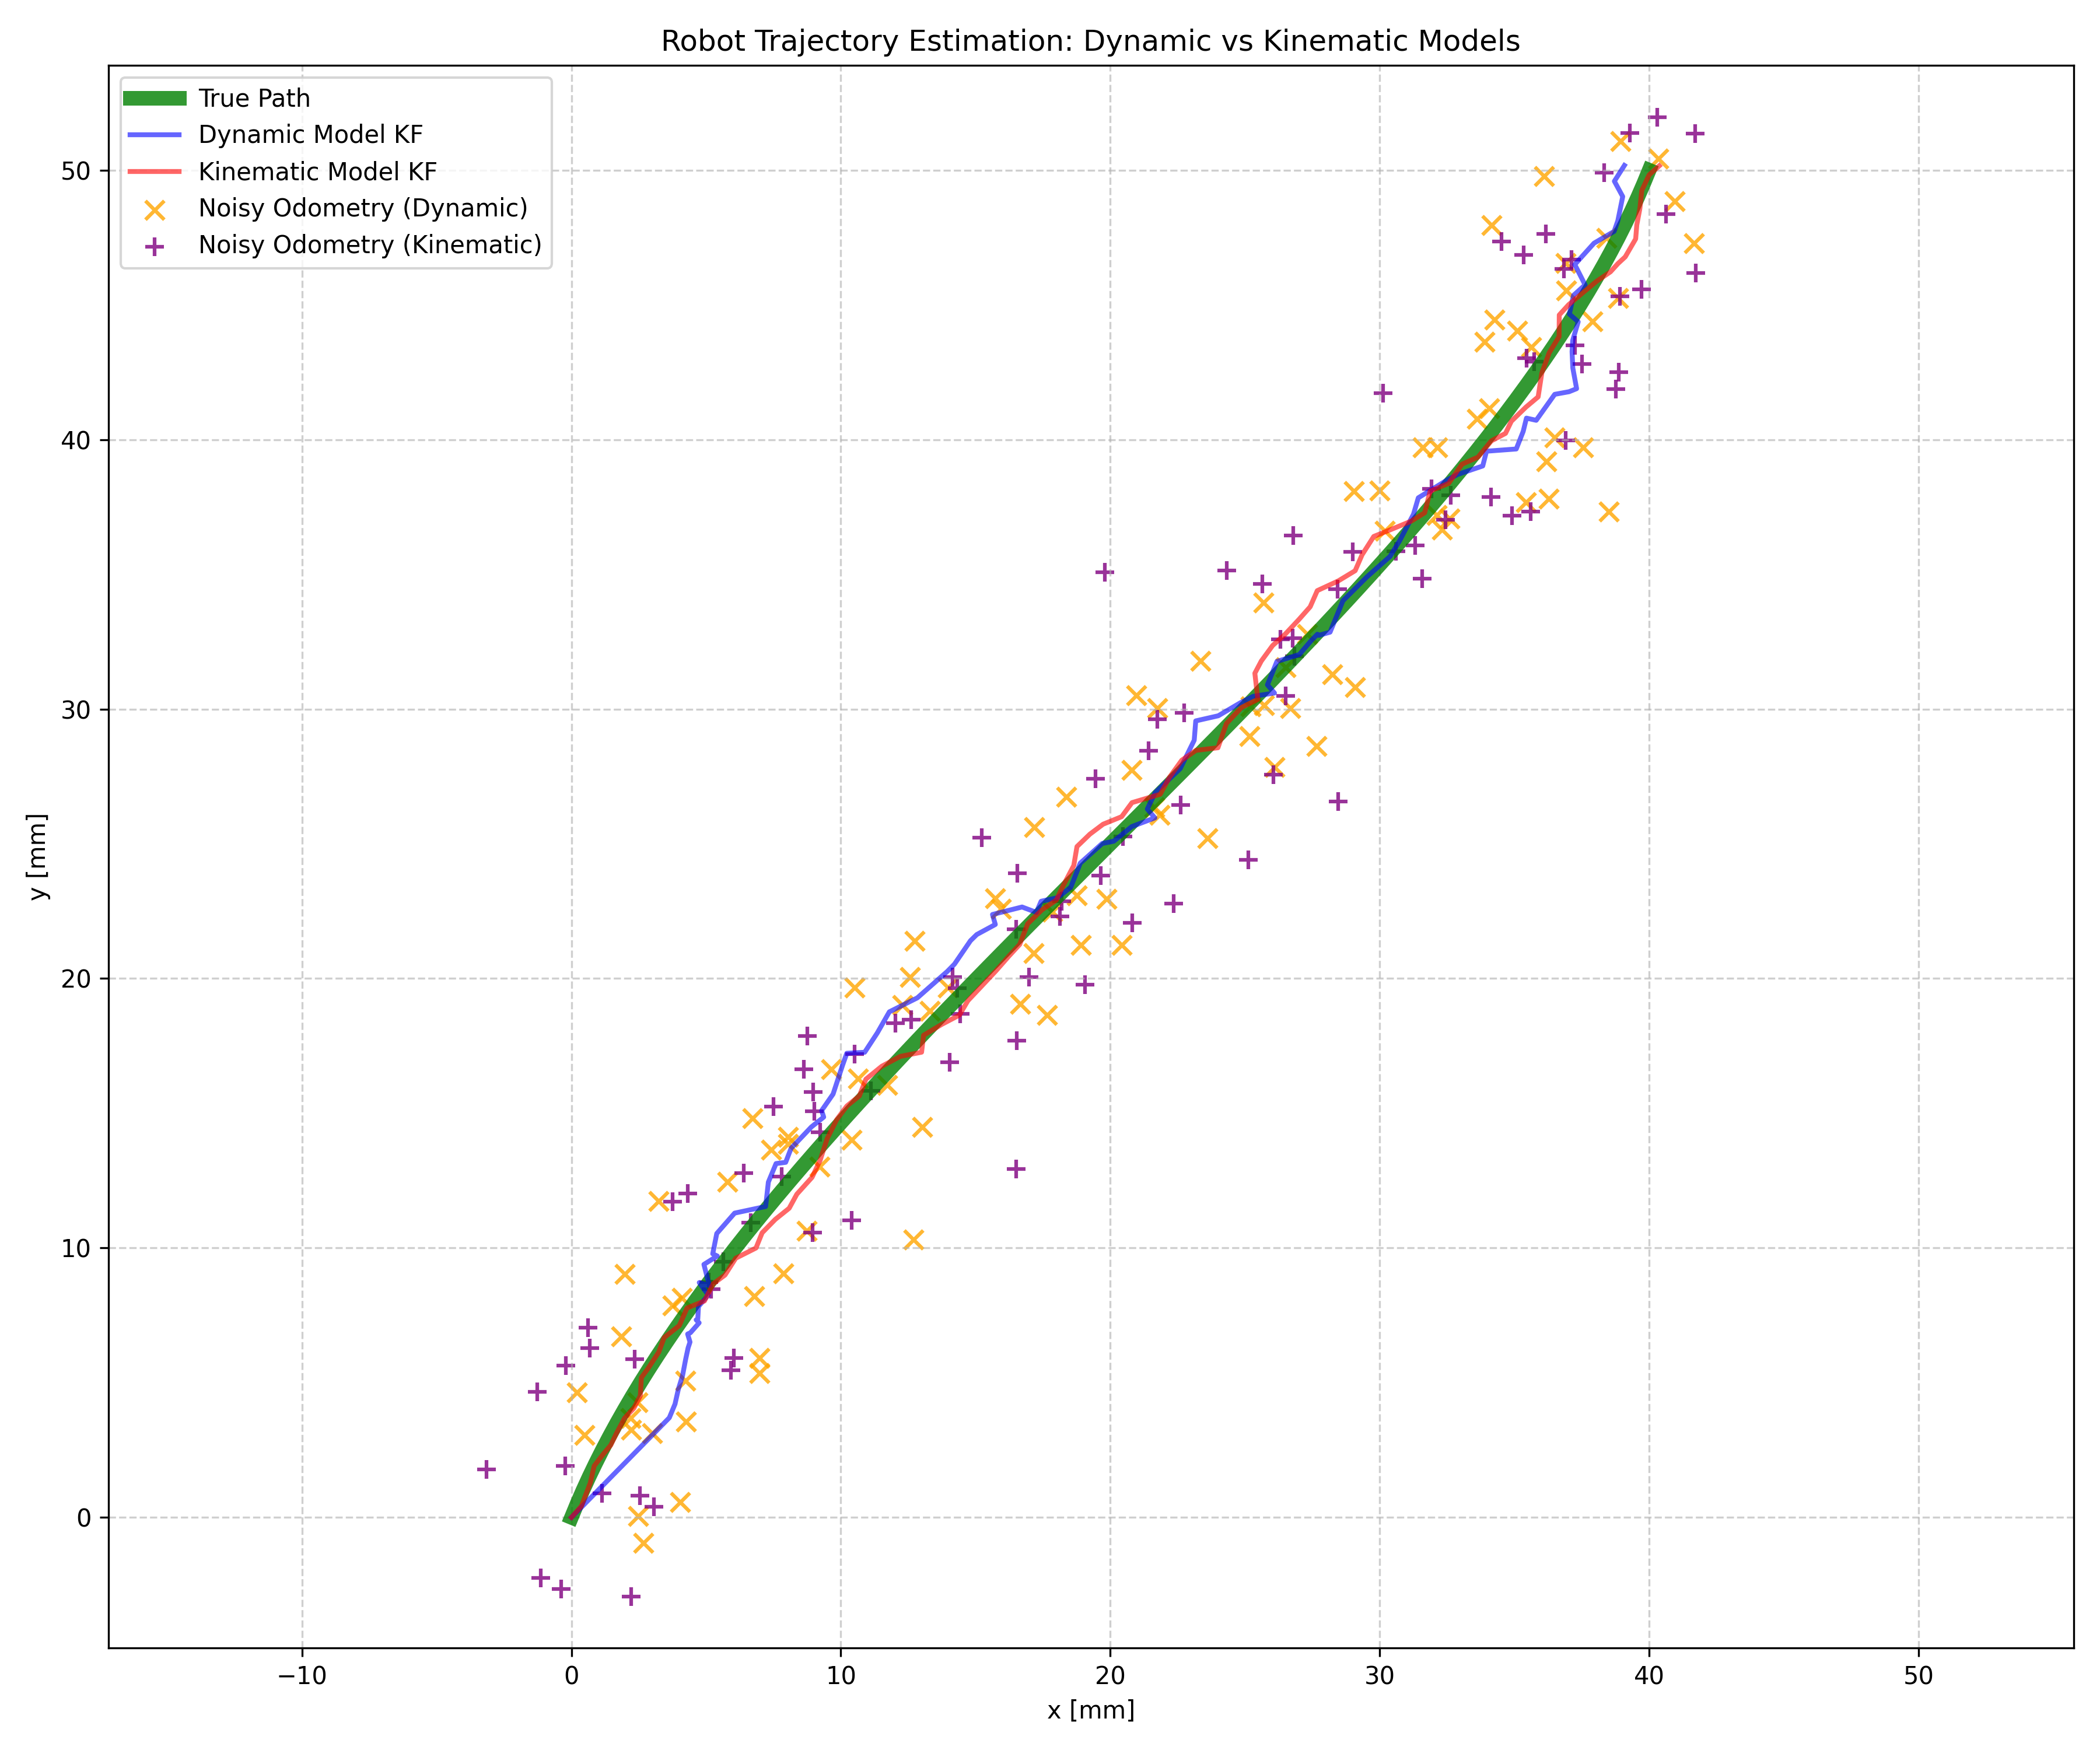 Robot Trajectory Estimation: Dynamic vs Kinematic Models
True Path
Dynamic Model KF
Kinematic Model KF
Noisy Odometry (Dynamic)
Noisy Odometry (Kinematic)
50
40
30
20
10
0
y [mm]
−10 0 10 20 30 40 50
x [mm]